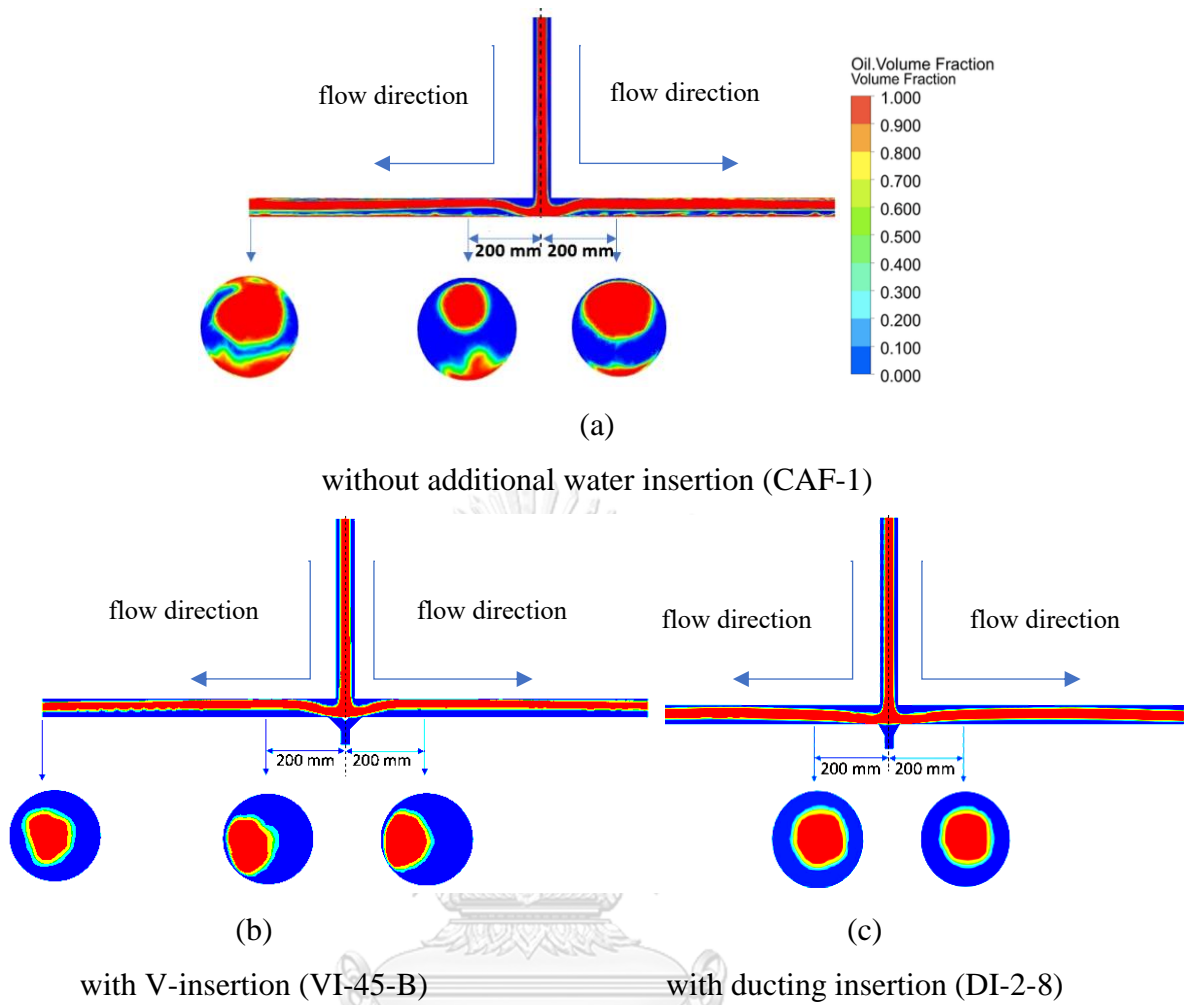 Oil.Volume Fraction
Volume Fraction
1.000
0.900
0.800
0.700
0.600
0.500
0.400
0.300
0.200
0.100
0.000
flow direction
flow direction
200 mm
200 mm
(a)
without additional water insertion (CAF-1)
flow direction
flow direction
200 mm
200 mm
(b)
with V-insertion (VI-45-B)
flow direction
flow direction
200 mm
200 mm
(c)
with ducting insertion (DI-2-8)